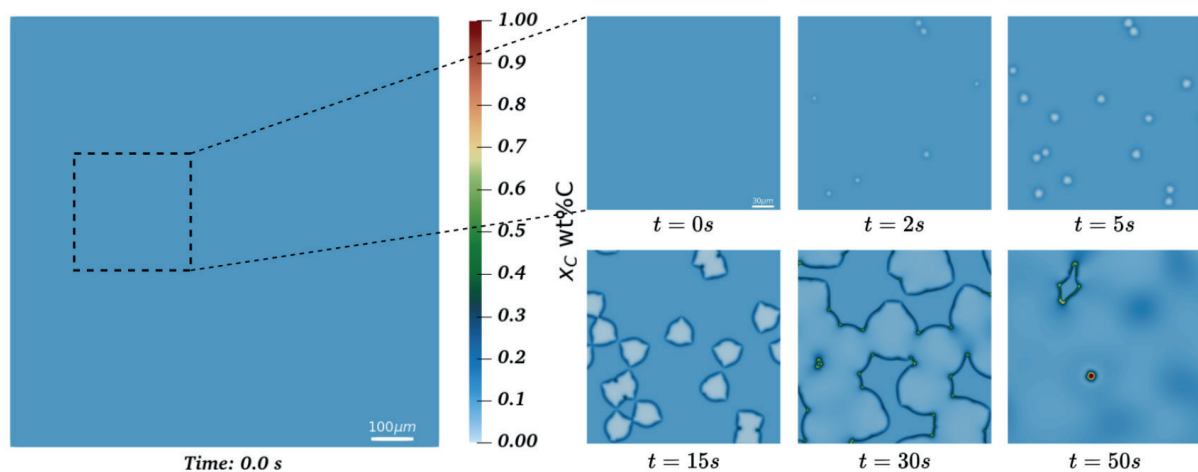 100μm
Time: 0.0 s
1.00
0.9
0.8
0.7
0.6
0.5
0.4
0.3
0.2
0.1
0.00
x_C wt%C
30μm
t = 0s
t = 2s
t = 5s
t = 15s
t = 30s
t = 50s